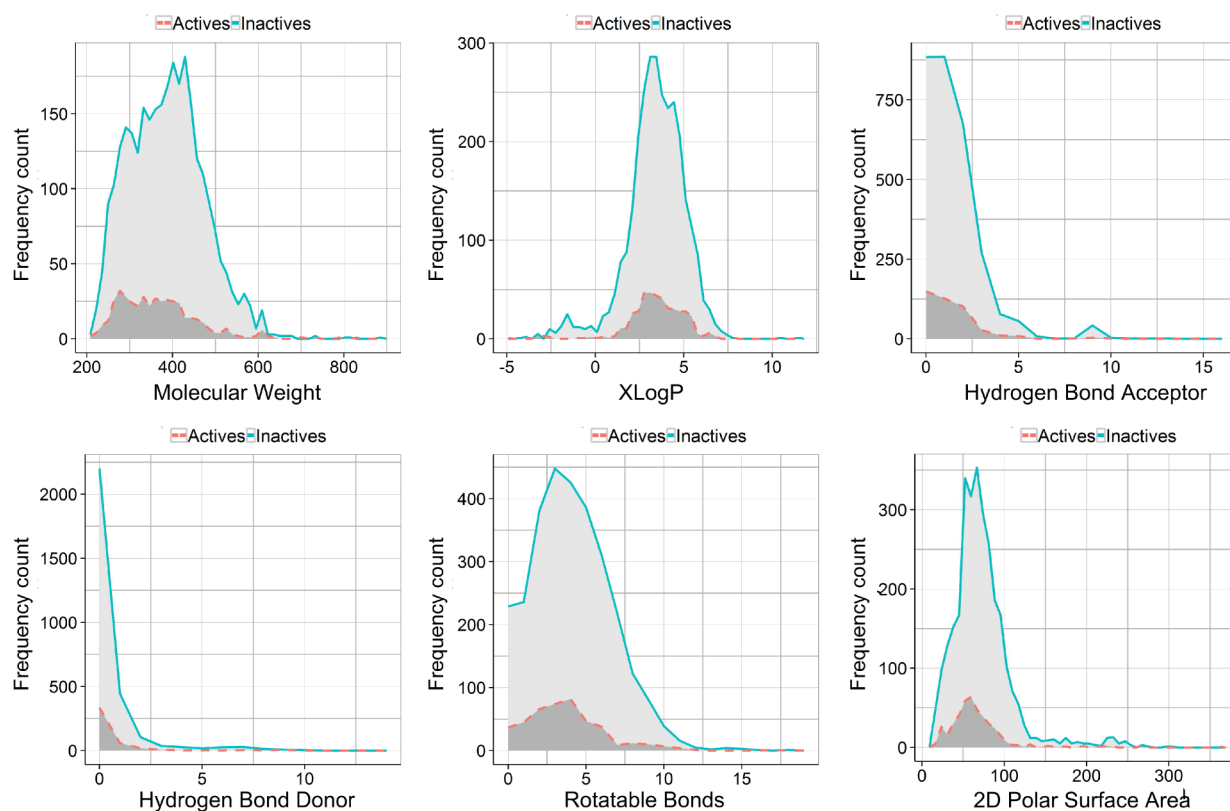 Actives Inactives
Frequency count
150
100
50
0
200 400 600 800
Molecular Weight
Actives Inactives
Frequency count
300
200
100
0
-5 0 5 10
XLogP
Actives Inactives
Frequency count
750
500
250
0
0 5 10 15
Hydrogen Bond Acceptor
Actives Inactives
Frequency count
2000
1500
1000
500
0
0 5 10
Hydrogen Bond Donor
Actives Inactives
Frequency count
400
300
200
100
0
0 5 10 15
Rotatable Bonds
Actives Inactives
Frequency count
300
200
100
0
0 100 200 300
2D Polar Surface Area